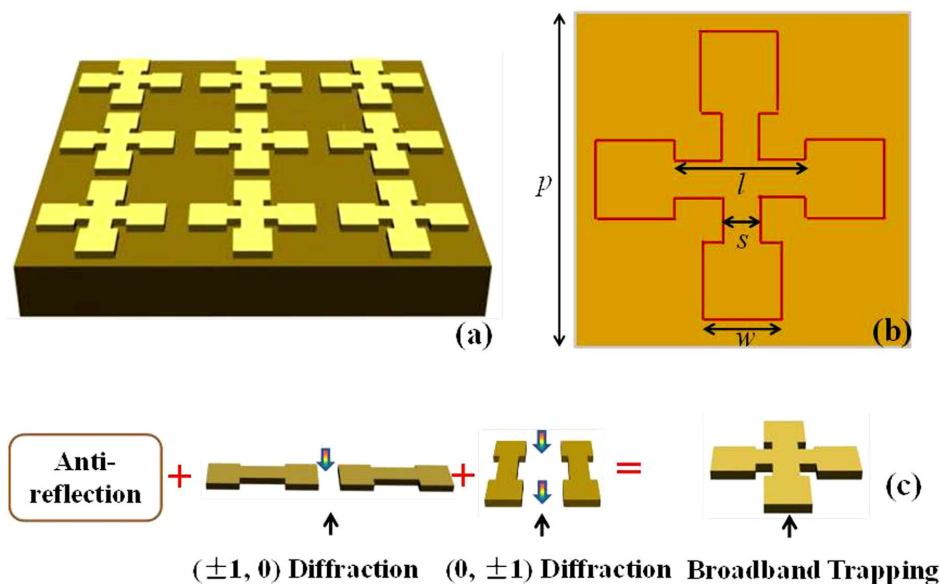 (a)
p
l
s
w
(b)
Anti-
reflection
+
+
=
(c)
(±1, 0) Diffraction
(0, ±1) Diffraction
Broadband Trapping